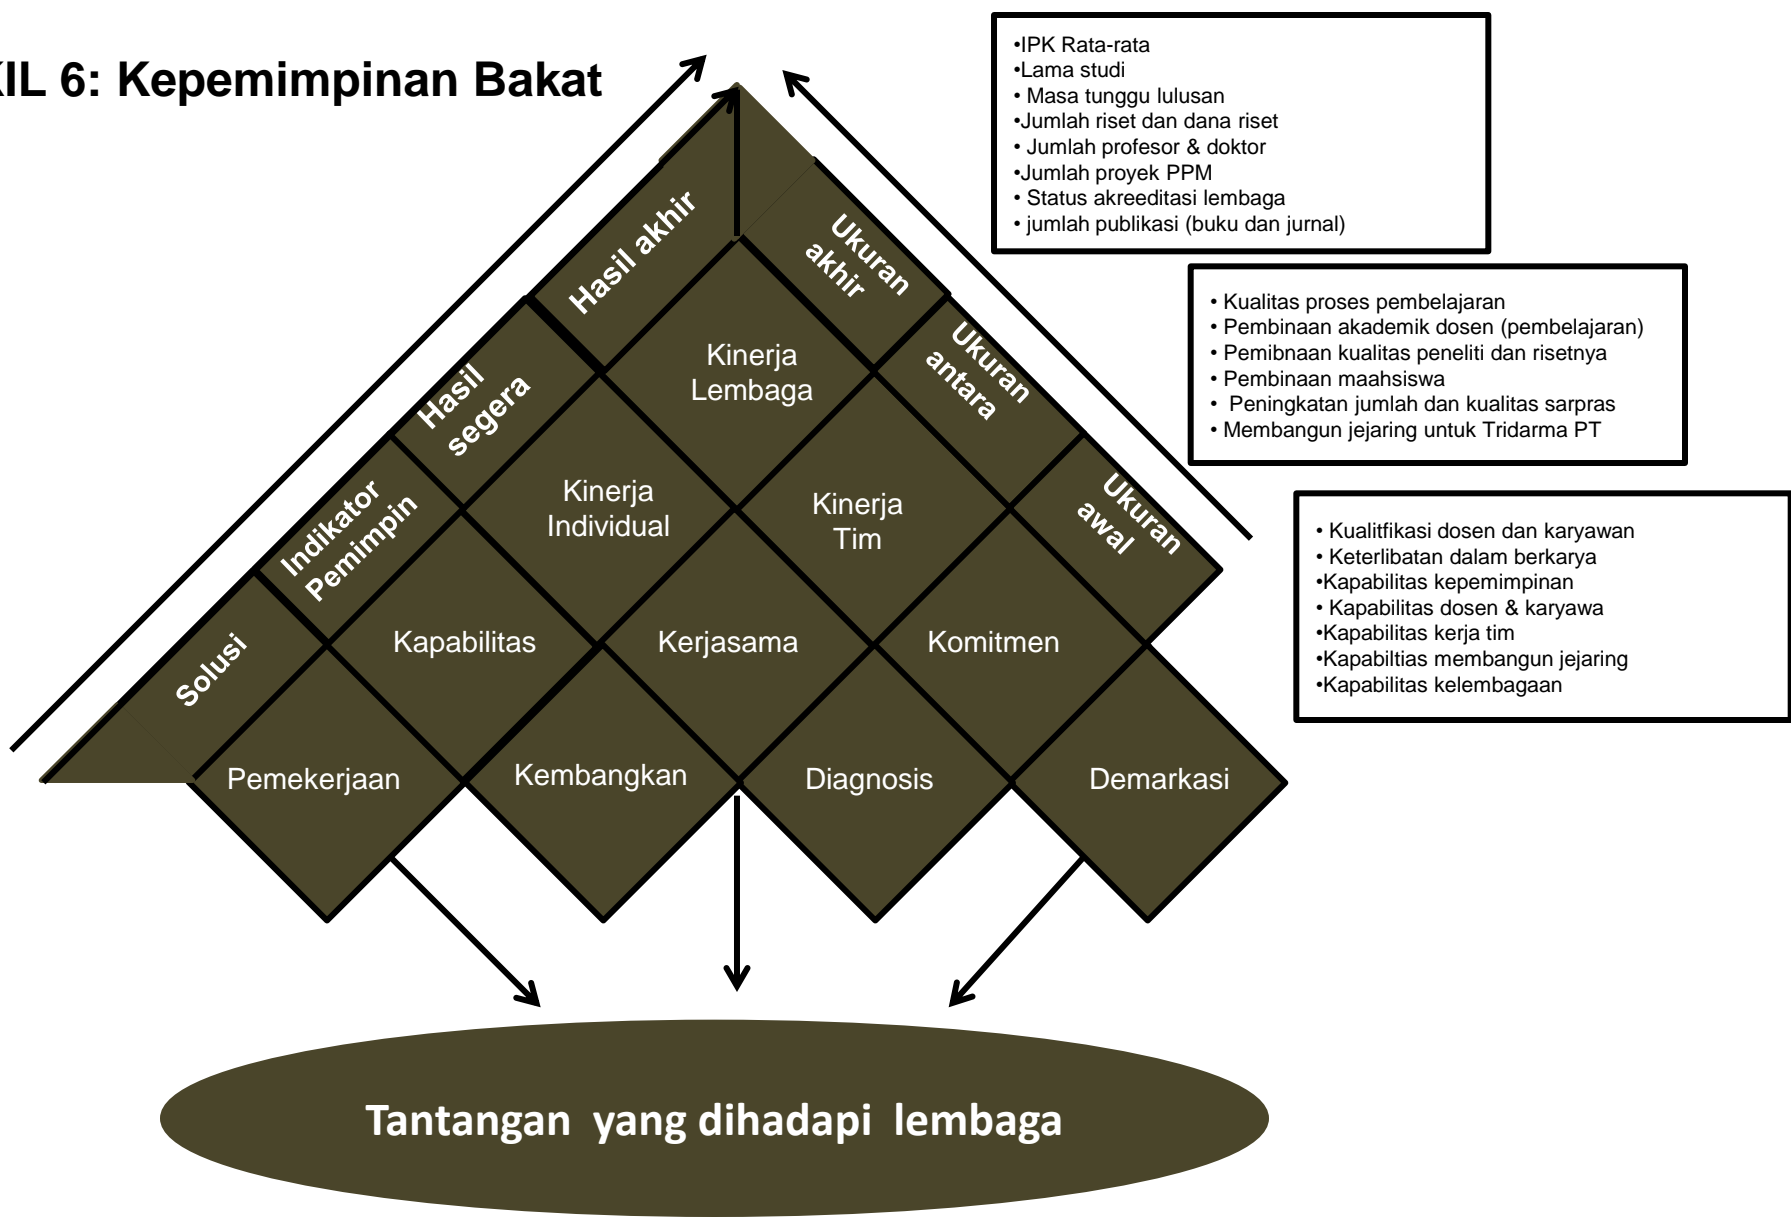 IL 6: Kepemimpinan Bakat
•IPK Rata-rata
•Lama studi
• Masa tunggu lulusan
•Jumlah riset dan dana riset
• Jumlah profesor & doktor
•Jumlah proyek PPM
• Status akreeditasi lembaga
• jumlah publikasi (buku dan jurnal)
• Kualitas proses pembelajaran
• Pembinaan akademik dosen (pembelajaran)
• Pemibnaan kualitas peneliti dan risetnya
• Pembinaan maahsiswa
• Peningkatan jumlah dan kualitas sarpras
• Membangun jejaring untuk Tridarma PT
• Kualitfikasi dosen dan karyawan
• Keterlibatan dalam berkarya
•Kapabilitas kepemimpinan
• Kapabilitas dosen & karyawa
•Kapabilitas kerja tim
•Kapabiltias membangun jejaring
•Kapabilitas kelembagaan
Hasil akhir
Ukuran
akhir
Hasil
segera
Kinerja
Lembaga
Ukuran
antara
Indikator
Pemimpin
Kinerja
Individual
Kinerja
Tim
Ukuran
awal
Solusi
Kapabilitas
Kerjasama
Komitmen
Pemekerjaan
Kembangkan
Diagnosis
Demarkasi
Tantangan yang dihadapi lembaga